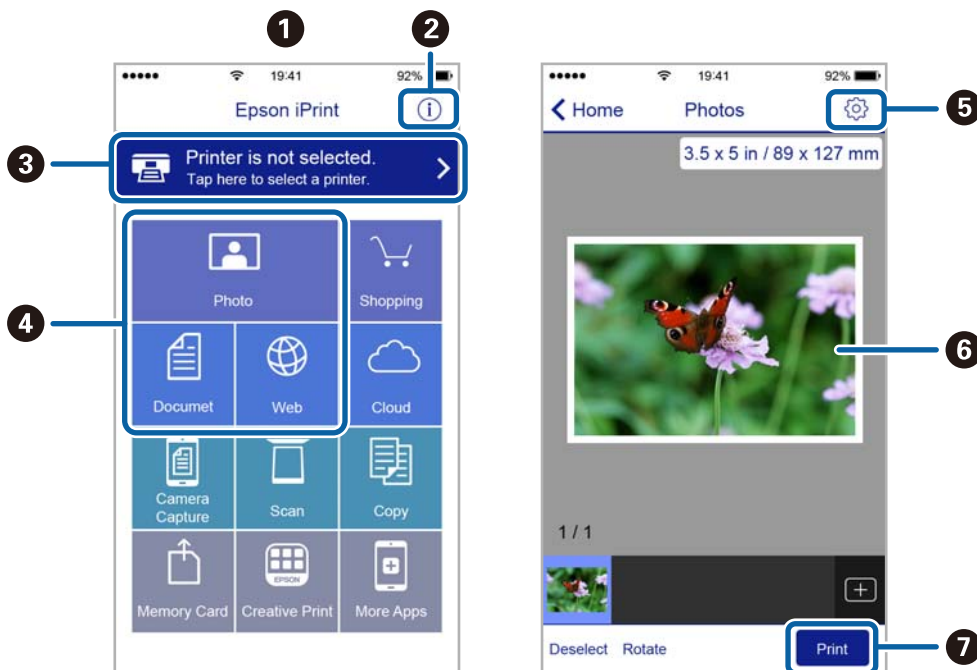 1
2
19:41
92%
Epson iPrint
i
3
Printer is not selected.
Tap here to select a printer.
4
Photo
Shopping
Documet
Web
Cloud
Camera
Capture
Scan
Copy
Memory Card
EPSON
Creative Print
More Apps
19:41
92%
Home
Photos
5
3.5 x 5 in / 89 x 127 mm
6
1 / 1
Deselect
Rotate
Print
7